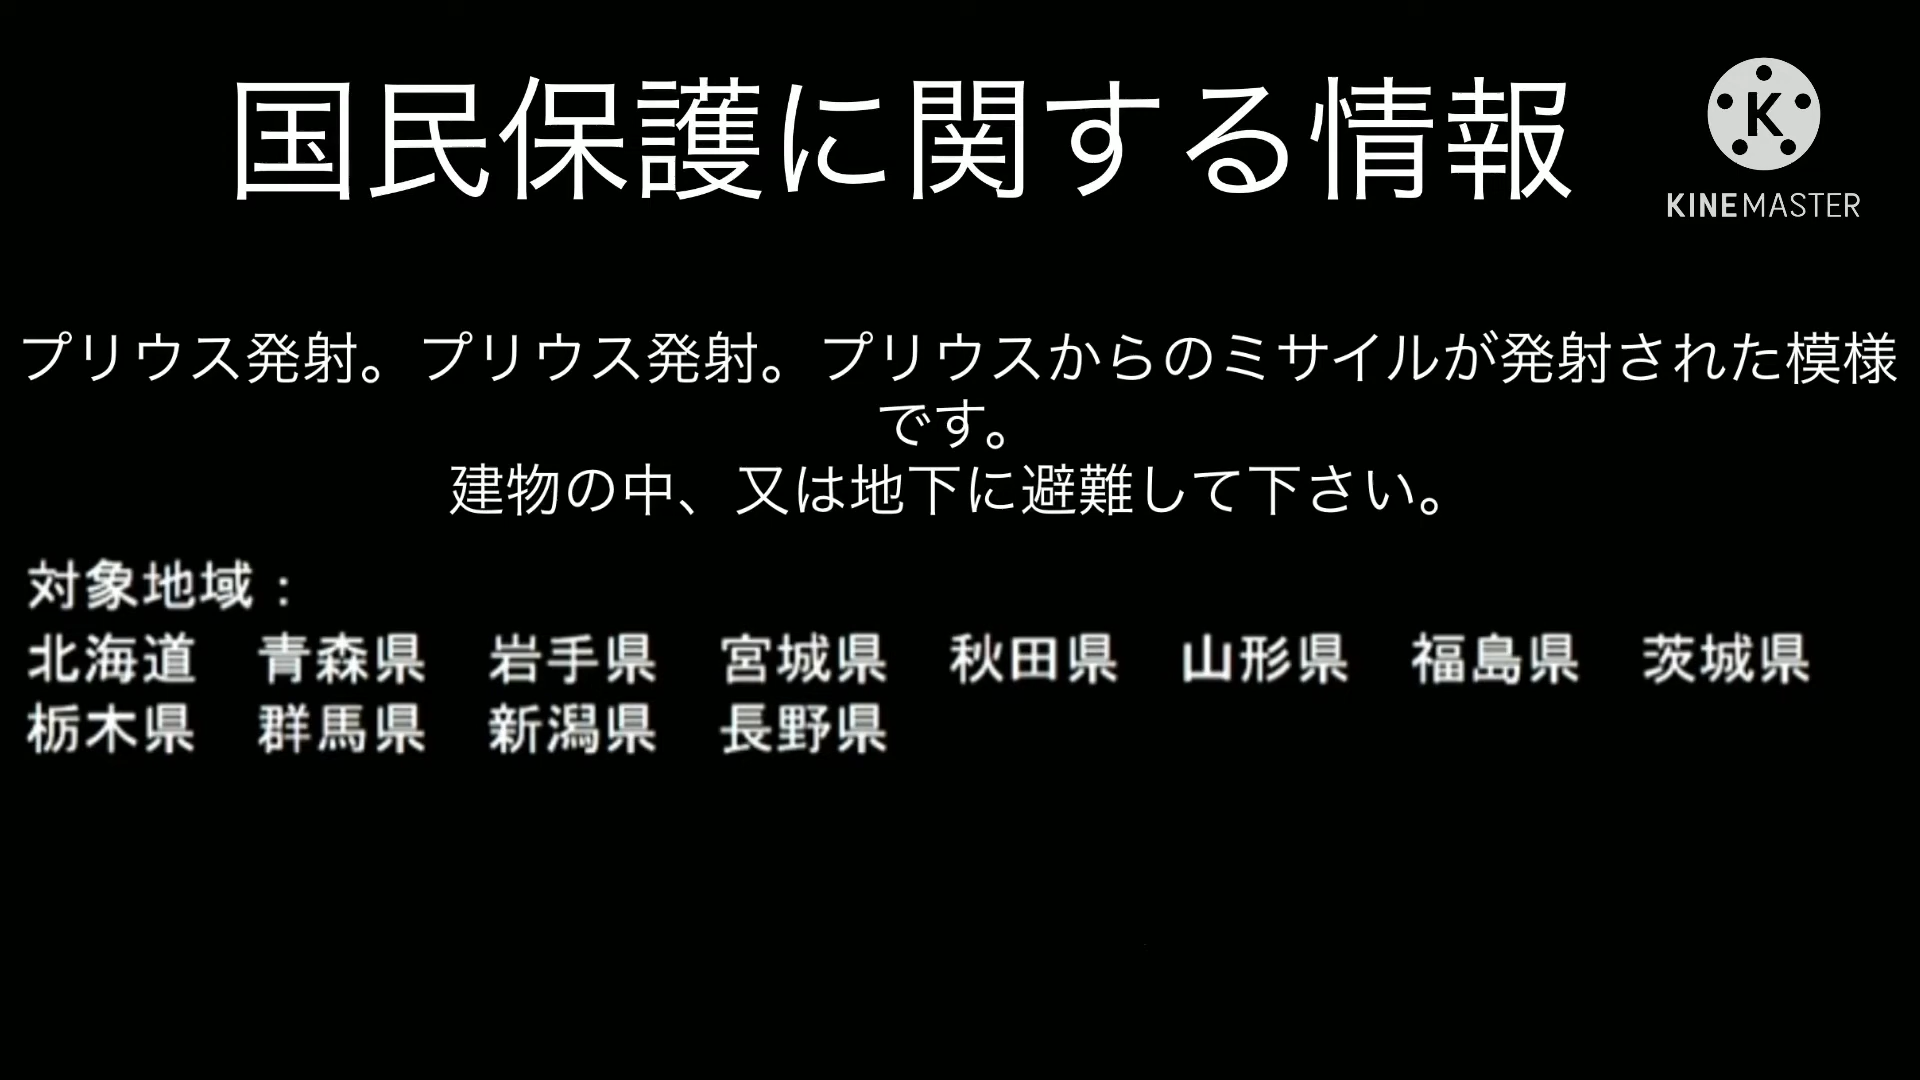 国民保護に関する情報
K
KINEMASTER
プリウス発射。プリウス発射。プリウスからのミサイルが発射された模様
です。
建物の中、又は地下に避難して下さい。
対象地域：
北海道　青森県　岩手県　宮城県　秋田県　山形県　福島県　茨城県
栃木県　群馬県　新潟県　長野県